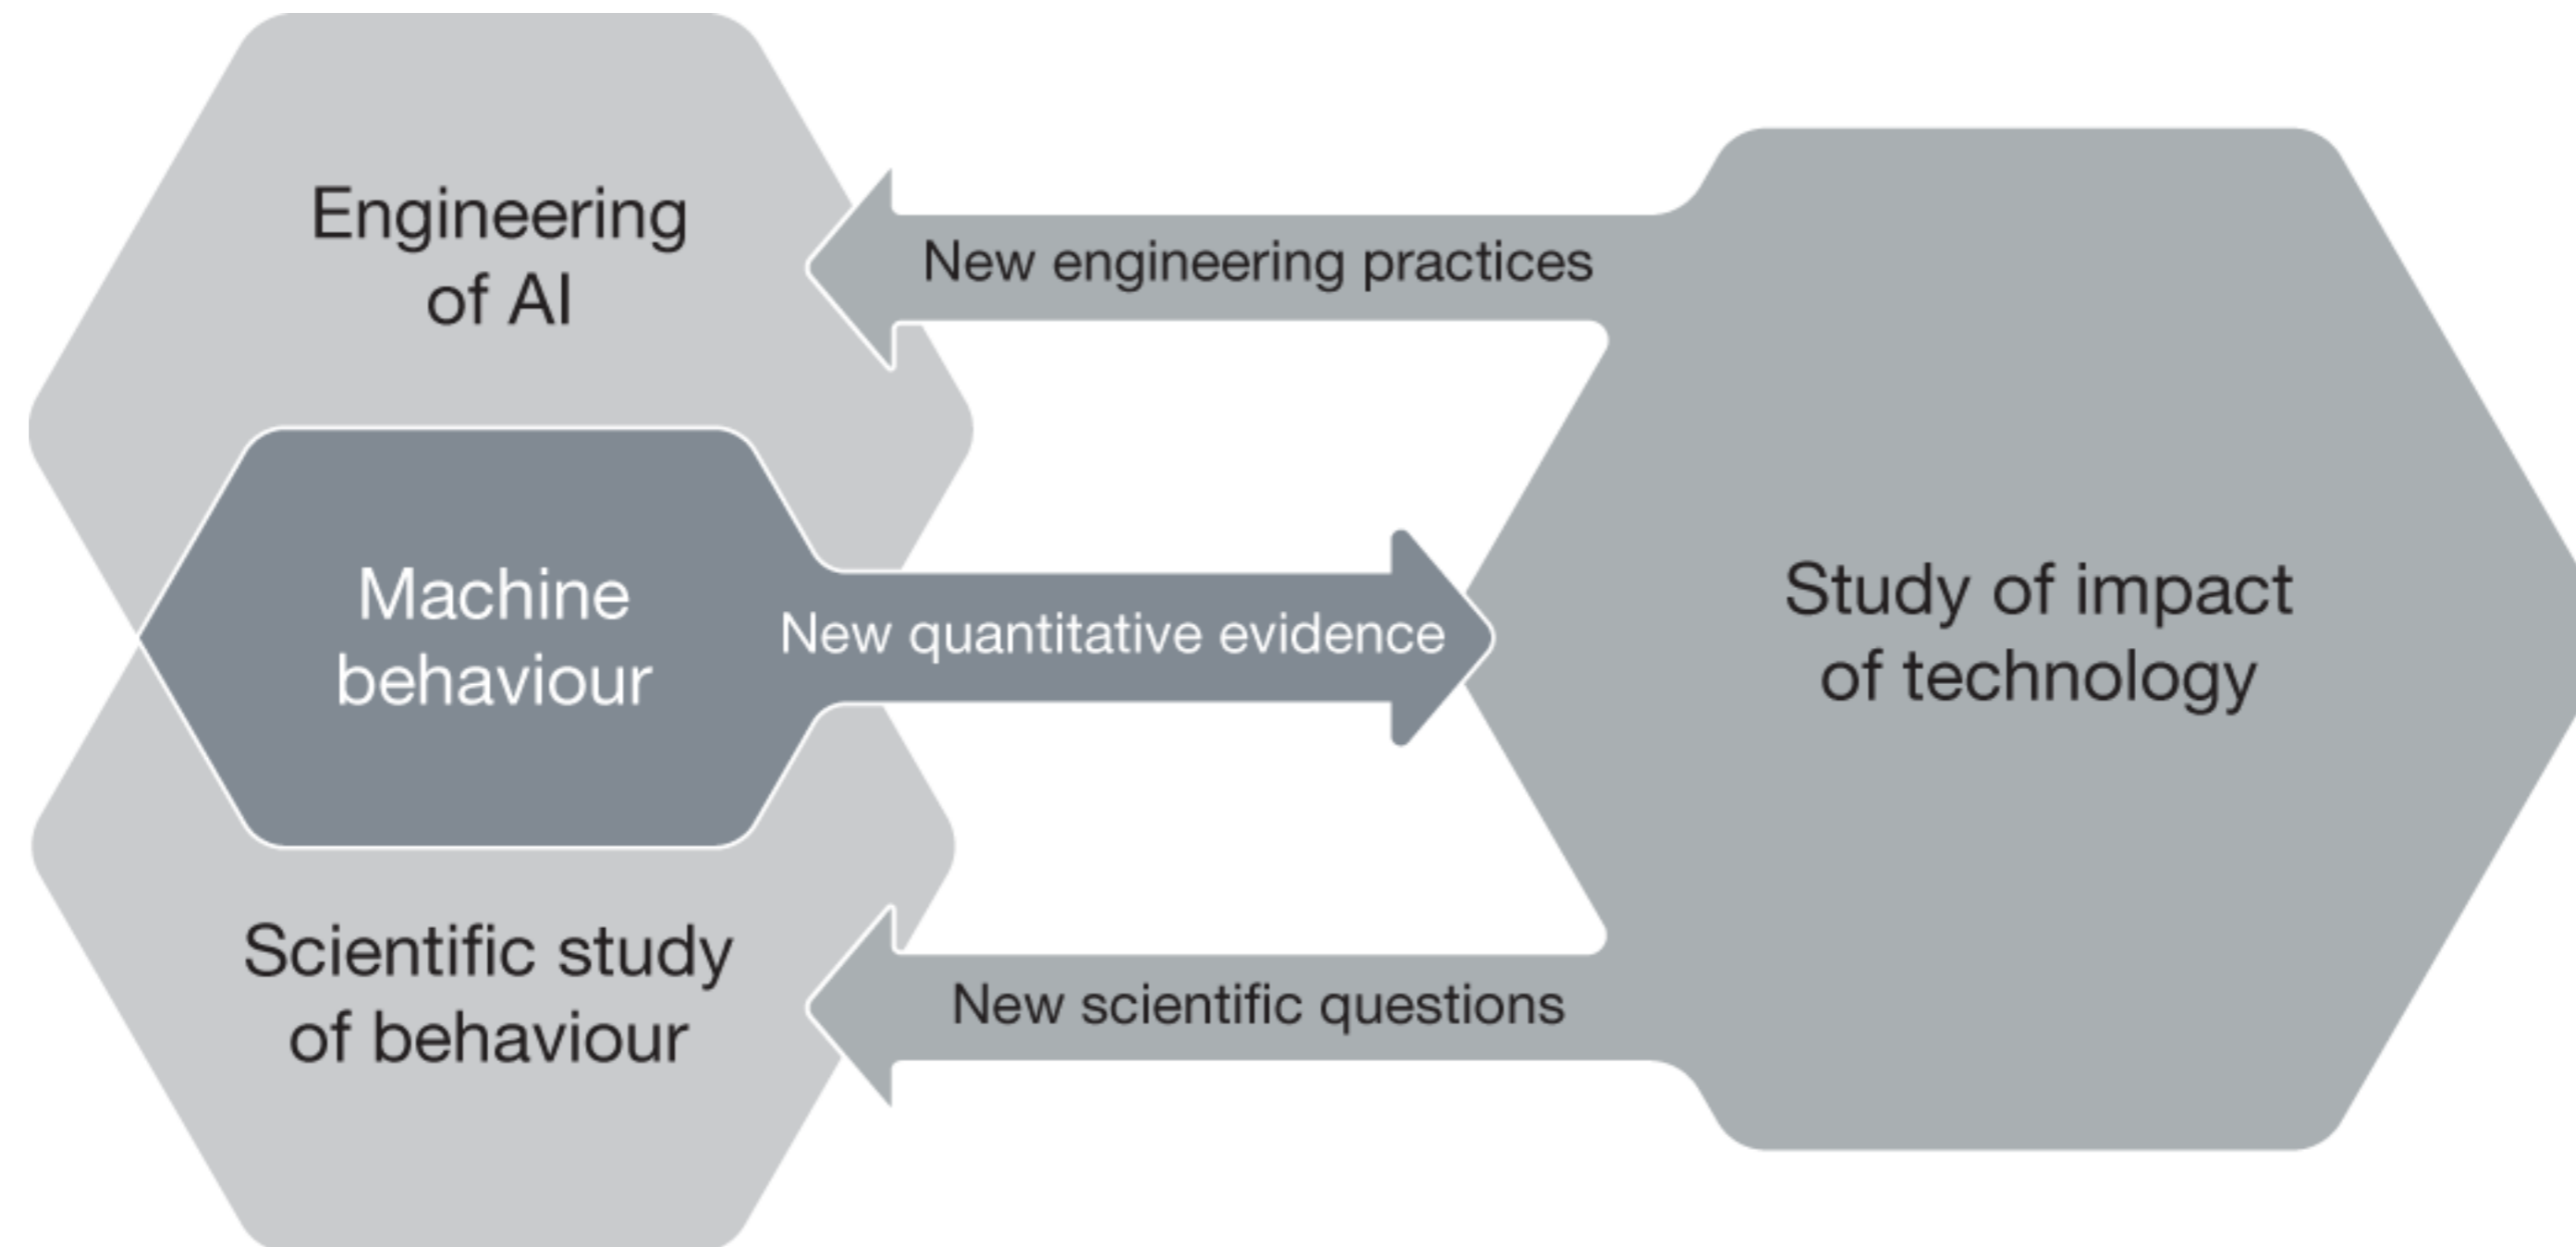 Engineering
of AI
New engineering practices
Machine
behaviour
New quantitative evidence
Study of impact
of technology
Scientific study
of behaviour
New scientific questions